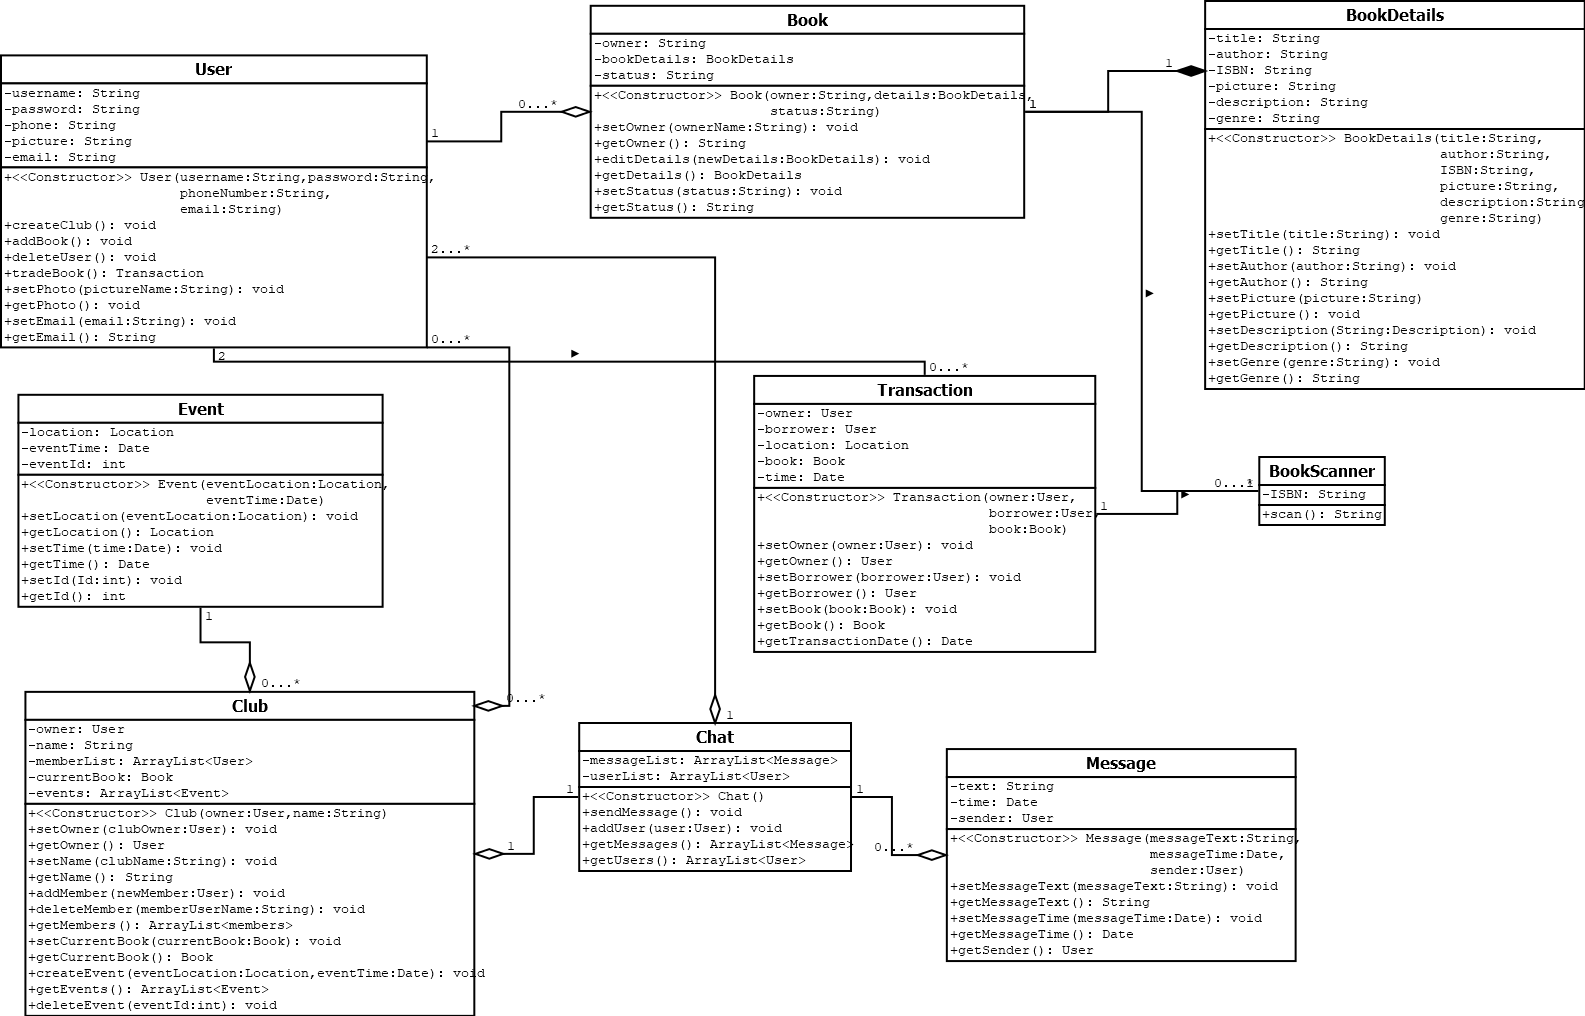 User
-username: String
-password: String
-phone: String
-picture: String
-email: String
+<<Constructor>> User(username:String,password:String,
phoneNumber:String,
email:String)
+createClub(): void
+addBook(): void
+deleteUser(): void
+tradeBook(): Transaction
+setPhoto(pictureName:String): void
+getPhoto(): void
+setEmail(email:String): void
+getEmail(): String
1
0...*
2...*
0...*
2
Book
-owner: String
-bookDetails: BookDetails
-status: String
+<<Constructor>> Book(owner:String,details:BookDetails,
status:String)
+setOwner(ownerName:String): void
+getOwner(): String
+editDetails(newDetails:BookDetails): void
+getDetails(): BookDetails
+setStatus(status:String): void
+getStatus(): String
1
1
BookDetails
-title: String
-author: String
-ISBN: String
-picture: String
-description: String
-genre: String
+<<Constructor>> BookDetails(title:String,
author:String,
ISBN:String,
picture:String,
description:String
genre:String)
+setTitle(title:String): void
+getTitle(): String
+setAuthor(author:String): void
+getAuthor(): String
+setPicture(picture:String)
+getPicture(): void
+setDescription(String:Description): void
+getDescription(): String
+setGenre(genre:String): void
+getGenre(): String
0...*
Transaction
-owner: User
-borrower: User
-location: Location
-book: Book
-time: Date
+<<Constructor>> Transaction(owner:User,
borrower:User,
book:Book)
+setOwner(owner:User): void
+getOwner(): User
+setBorrower(borrower:User): void
+getBorrower(): User
+setBook(book:Book): void
+getBook(): Book
+getTransactionDate(): Date
1
0...*
BookScanner
-ISBN: String
+scan(): String
Event
-location: Location
-eventTime: Date
-eventId: int
+<<Constructor>> Event(eventLocation:Location,
eventTime:Date)
+setLocation(eventLocation:Location): void
+getLocation(): Location
+setTime(time:Date): void
+getTime(): Date
+setId(Id:int): void
+getId(): int
1
0...*
Club
-owner: User
-name: String
-memberList: ArrayList<User>
-currentBook: Book
-events: ArrayList<Event>
+<<Constructor>> Club(owner:User,name:String)
+setOwner(clubOwner:User): void
+getOwner(): User
+setName(clubName:String): void
+getName(): String
+addMember(newMember:User): void
+deleteMember(memberUserName:String): void
+getMembers(): ArrayList<members>
+setCurrentBook(currentBook:Book): void
+getCurrentBook(): Book
+createEvent(eventLocation:Location,eventTime:Date): void
+getEvents(): ArrayList<Event>
+deleteEvent(eventId:int): void
0...*
1
1
1
Chat
-messageList: ArrayList<Message>
-userList: ArrayList<User>
+<<Constructor>> Chat()
+sendMessage(): void
+addUser(user:User): void
+getMessages(): ArrayList<Message>
+getUsers(): ArrayList<User>
1
0...*
Message
-text: String
-time: Date
-sender: User
+<<Constructor>> Message(messageText:String,
messageTime:Date,
sender:User)
+setMessageText(messageText:String): void
+getMessageText(): String
+setMessageTime(messageTime:Date): void
+getMessageTime(): Date
+getSender(): User